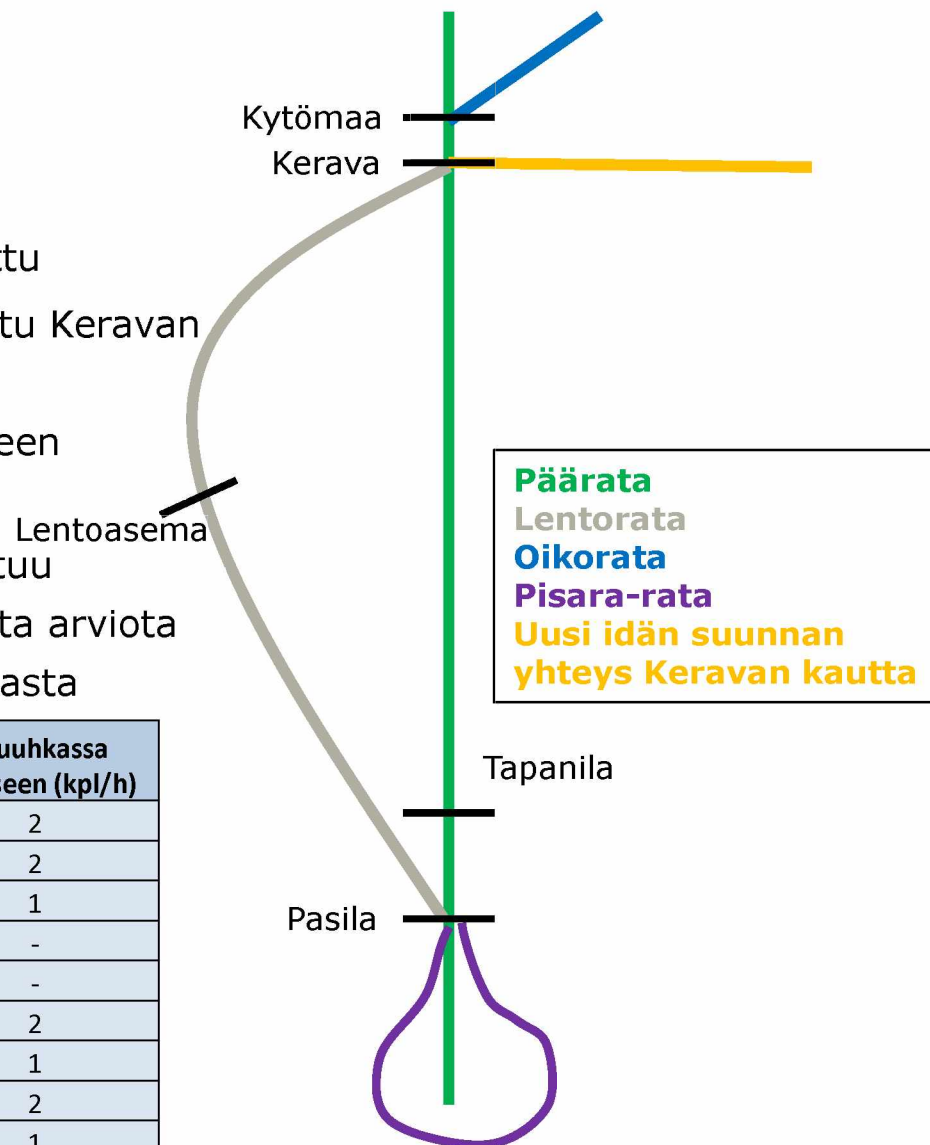 Kytömaa
Kerava
ttu
tu Keravan
een
Lentoasema
tuu
ta arviota
asta
Päärata
Lentorata
Oikorata
Pisara-rata
Uusi idän suunnan
yhteys Keravan kautta
Tapanila
Pasila
uuhkassa
seen (kpl/h)
2
2
1
-
-
2
1
2
1